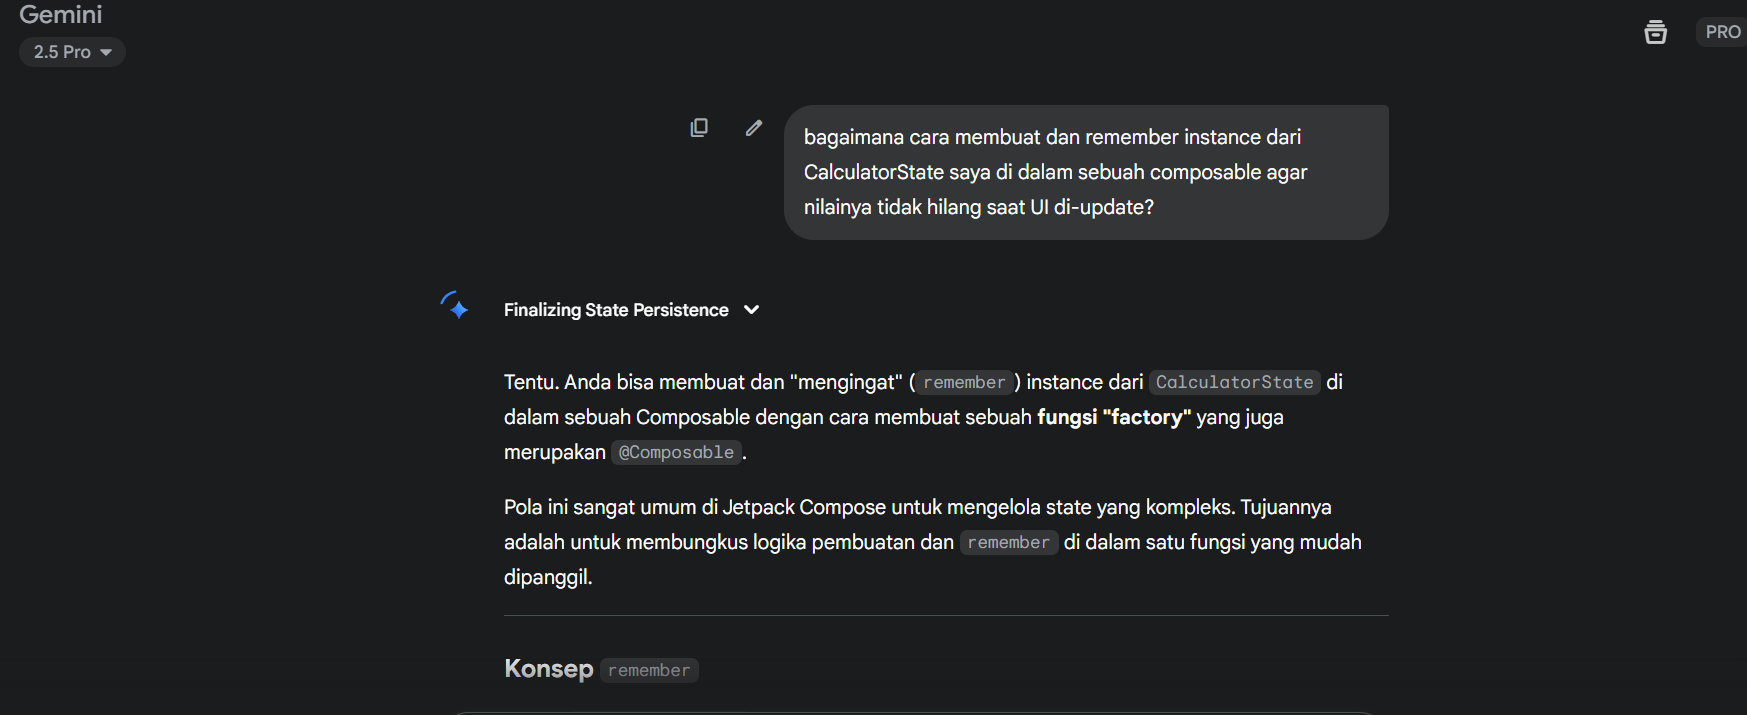 Gemini
2.5 Pro
PRO
bagaimana cara membuat dan remember instance dari
CalculatorState saya di dalam sebuah composable agar
nilainya tidak hilang saat UI di-update?
Finalizing State Persistence
Tentu. Anda bisa membuat dan "mengingat" ( remember ) instance dari CalculatorState di
dalam sebuah Composable dengan cara membuat sebuah fungsi "factory" yang juga
merupakan @Composable .
Pola ini sangat umum di Jetpack Compose untuk mengelola state yang kompleks. Tujuannya
adalah untuk membungkus logika pembuatan dan remember di dalam satu fungsi yang mudah
dipanggil.
Konsep remember